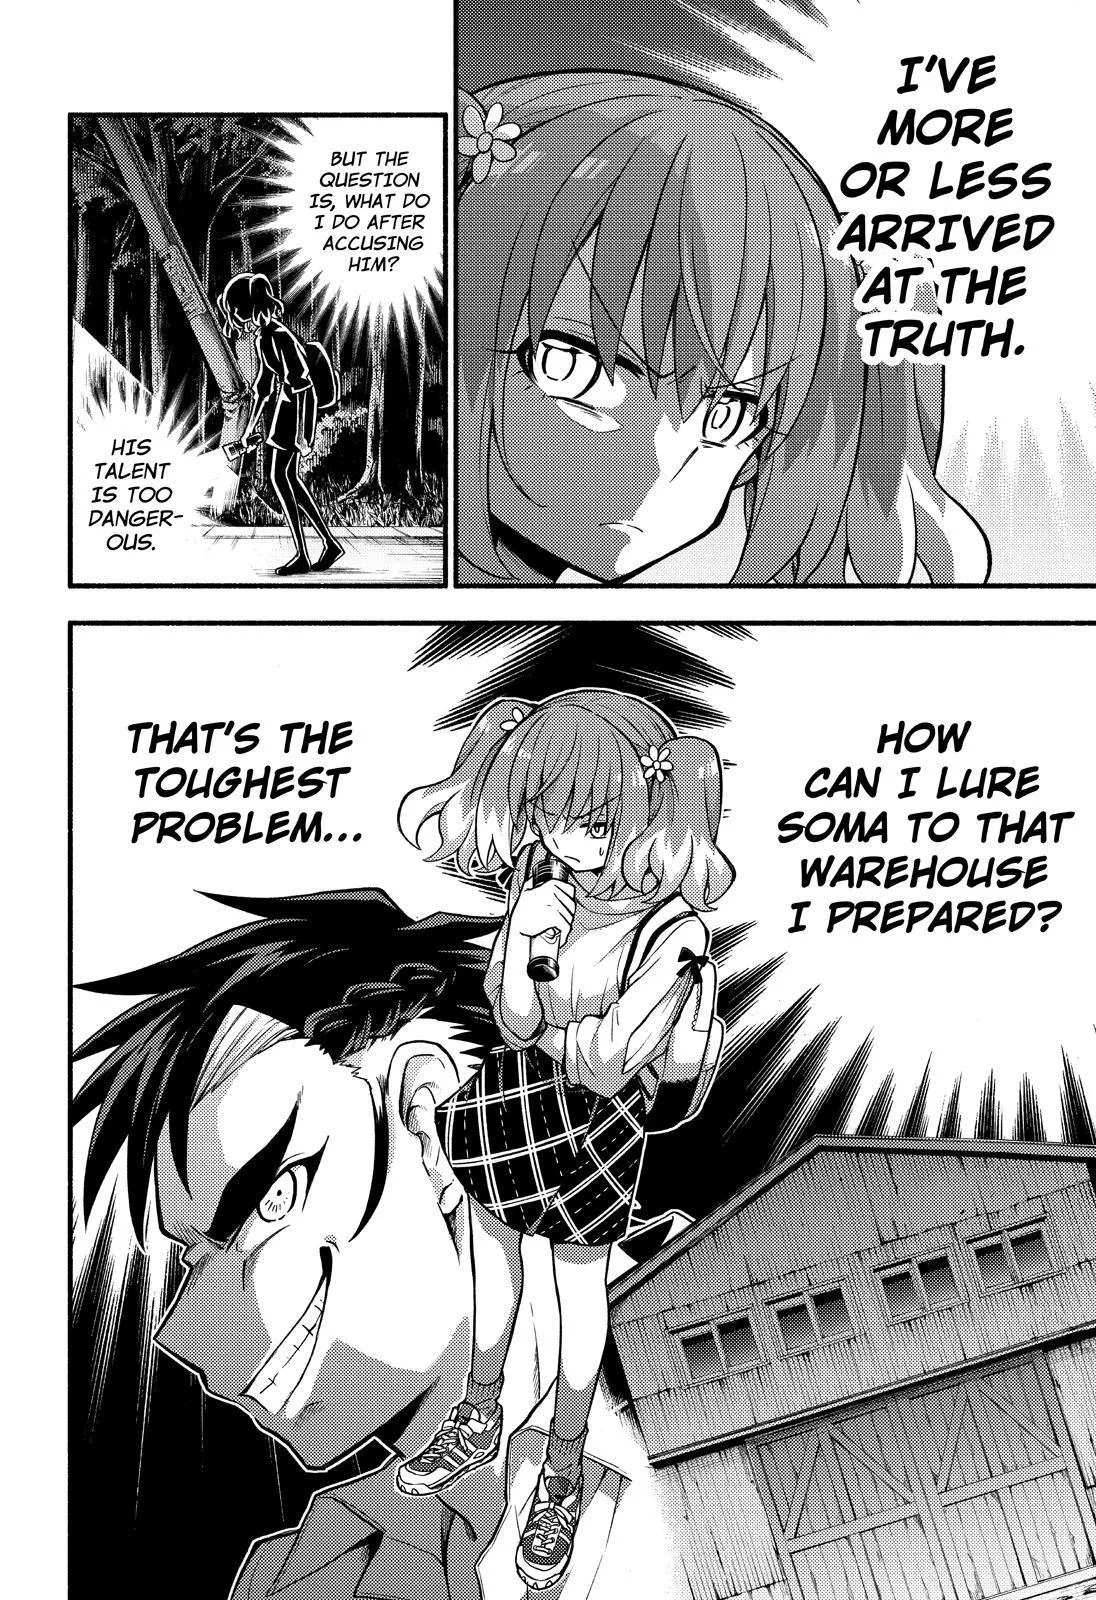 I'VE
MORE
OR LESS
ARRIVED
AT THE
TRUTH.
BUT THE
QUESTION
IS, WHAT DO
I DO AFTER
ACCUSING
HIM?
HIS
TALENT
IS TOO
DANGER-
OUS.
HOW
CAN I LURE
SOMA TO THAT
WAREHOUSE
I PREPARED?
THAT'S THE
TOUGHEST
PROBLEM...